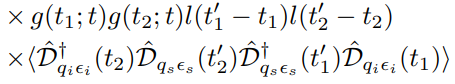 × g(t₁; t)g(t₂; t)l(t′₁ − t₁)l(t′₂ − t₂)
× ⟨𝒟̂†_{qᵢϵᵢ}(t₂)𝒟̂_{qₛϵₛ}(t′₂)𝒟̂†_{qₛϵₛ}(t′₁)𝒟̂_{qᵢϵᵢ}(t₁)⟩